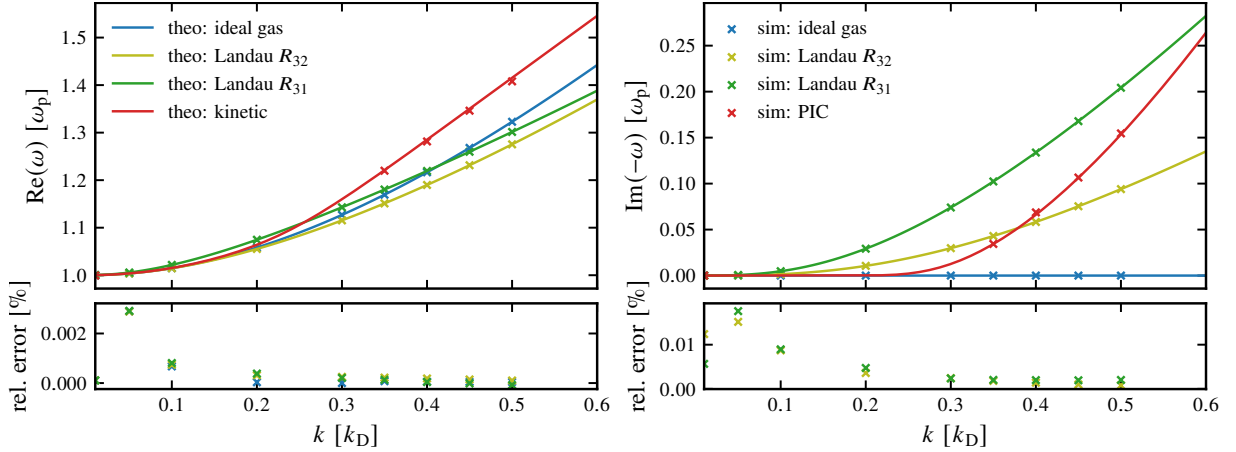 1.5
1.4
1.3
1.2
1.1
1.0
Re(ω) [ωp]
theo: ideal gas
theo: Landau R32
theo: Landau R31
theo: kinetic
0.25
0.20
0.15
0.10
0.05
0.00
Im(−ω) [ωp]
sim: ideal gas
sim: Landau R32
sim: Landau R31
sim: PIC
0.002
0.000
rel. error [%]
0.1 0.2 0.3 0.4 0.5 0.6
k [kD]
0.01
0.00
rel. error [%]
0.1 0.2 0.3 0.4 0.5 0.6
k [kD]